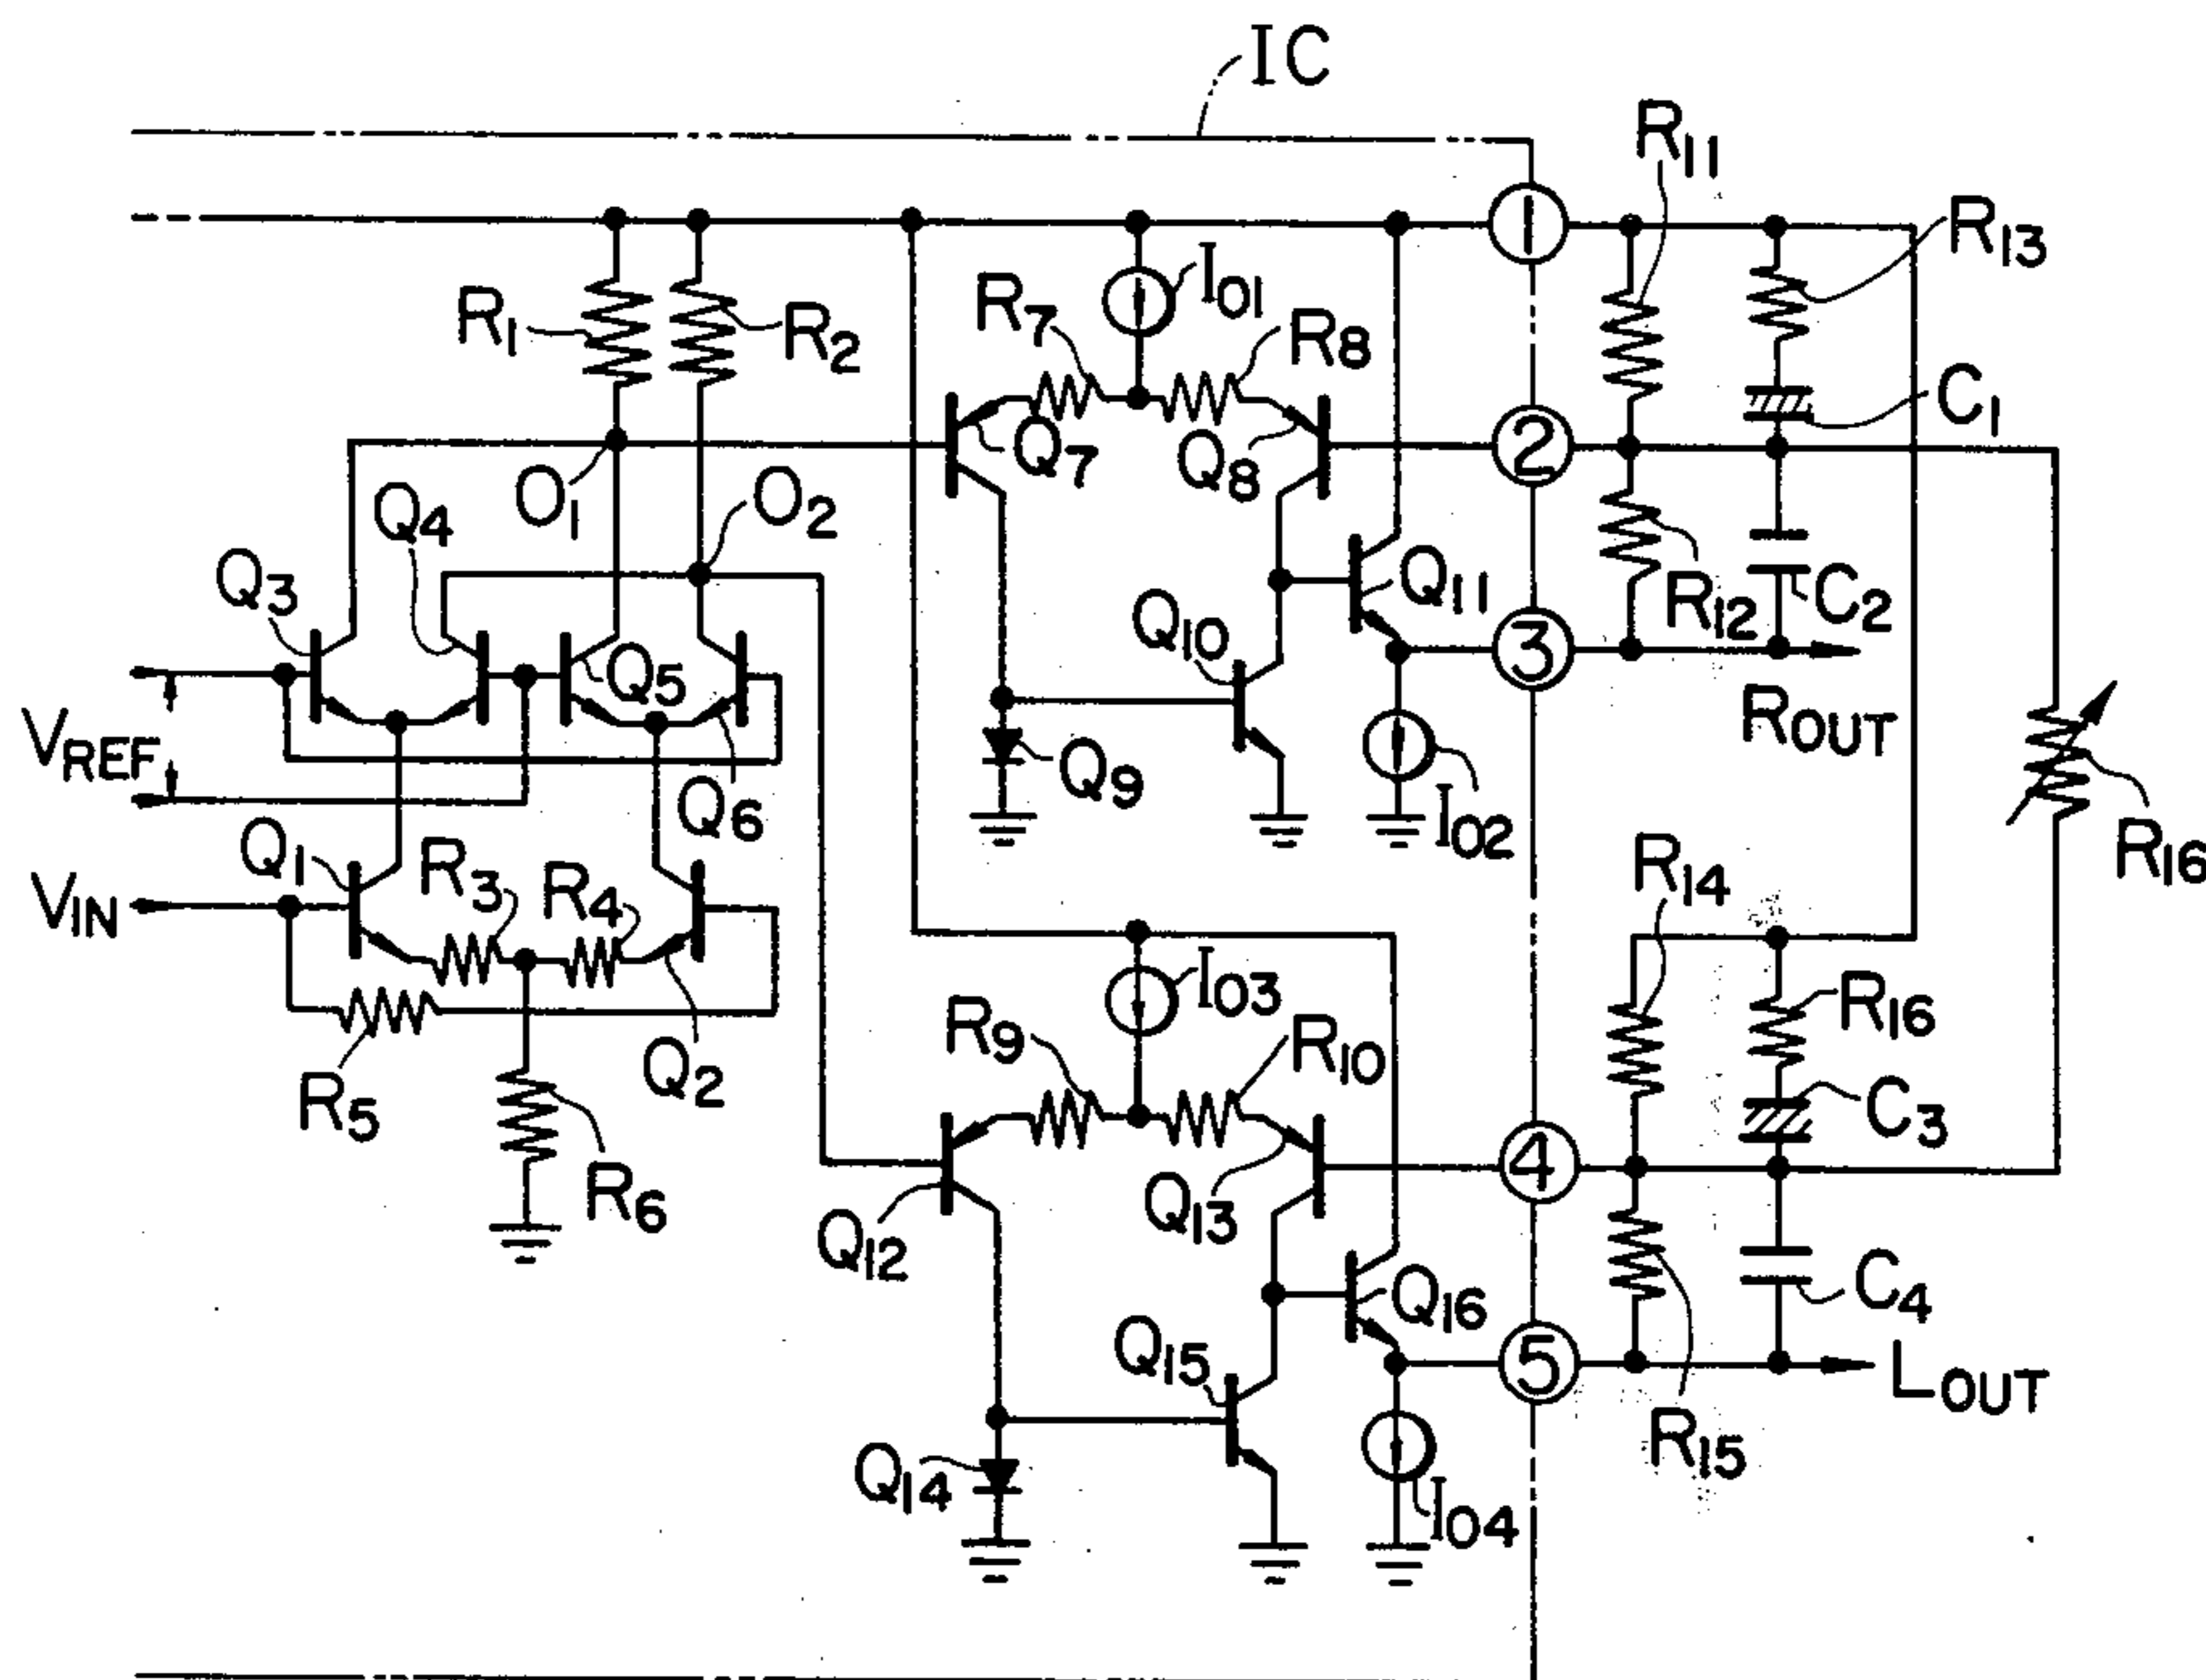 IC
R11
R13
1
I01
R7
R8
R1
R2
C1
Q7
Q8
2
O1
O2
Q4
Q3
Q11
R12
C2
Q10
3
Q5
ROUT
VREF
Q9
Q6
I02
R16
Q1
R3
R4
R14
VIN
I03
R9
R10
R16
R5
Q2
C3
4
R6
Q12
Q13
Q16
C4
Q15
5
LOUT
R15
Q14
I04